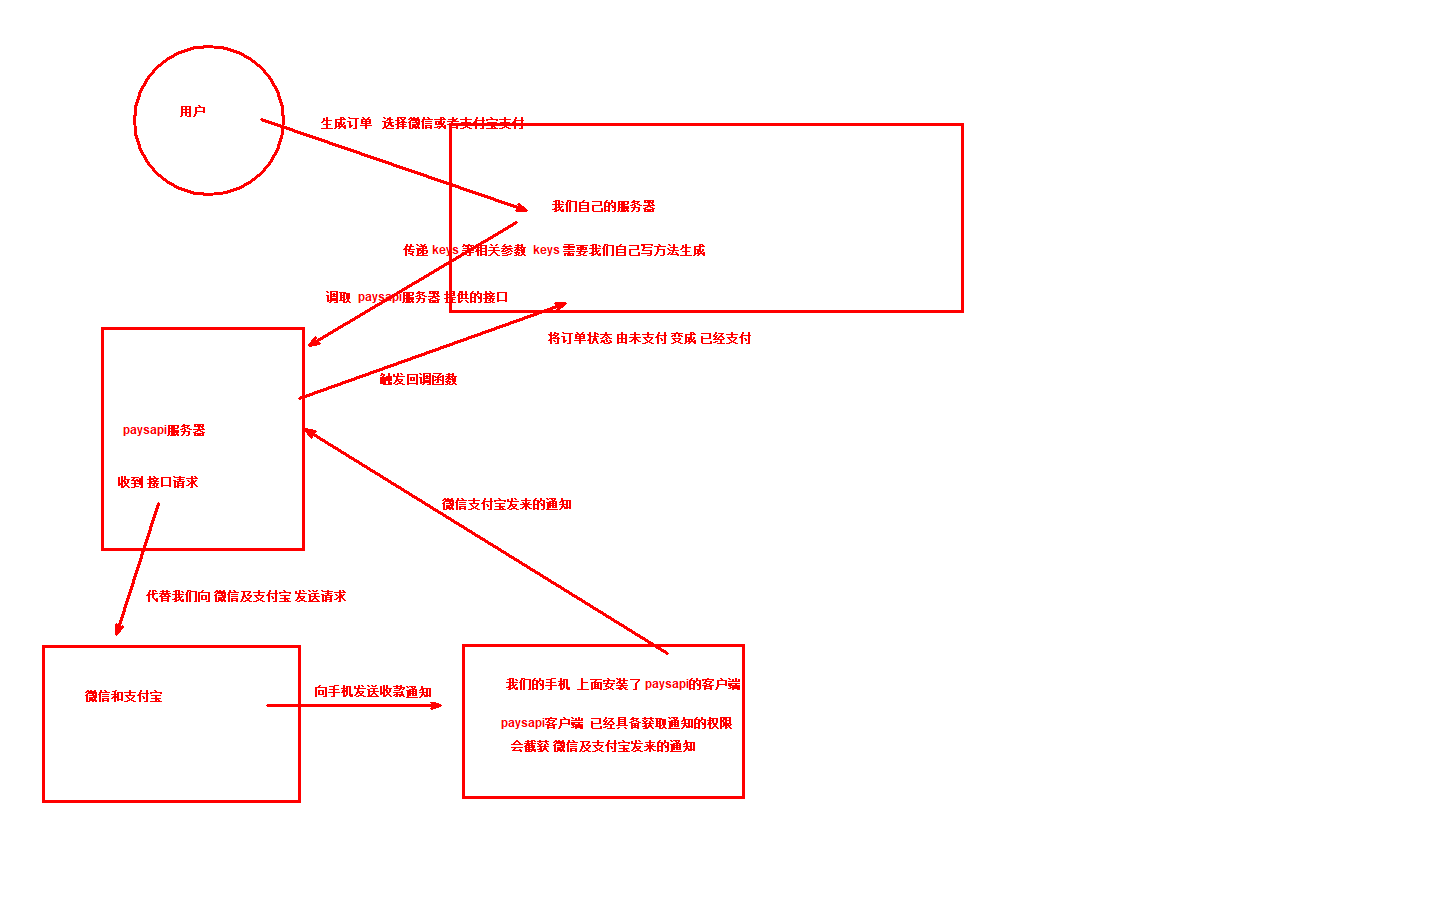 用户
生成订单 选择微信或者支付宝支付
我们自己的服务器
传递 keys 等相关参数 keys 需要我们自己写方法生成
调取 paysapi服务器 提供的接口
将订单状态 由未支付 变成 已经支付
触发回调函数
paysapi服务器
收到 接口请求
微信支付宝发来的通知
代替我们向 微信及支付宝 发送请求
微信和支付宝
向手机发送收款通知
我们的手机 上面安装了 paysapi的客户端
paysapi客户端 已经具备获取通知的权限
会截获 微信及支付宝发来的通知